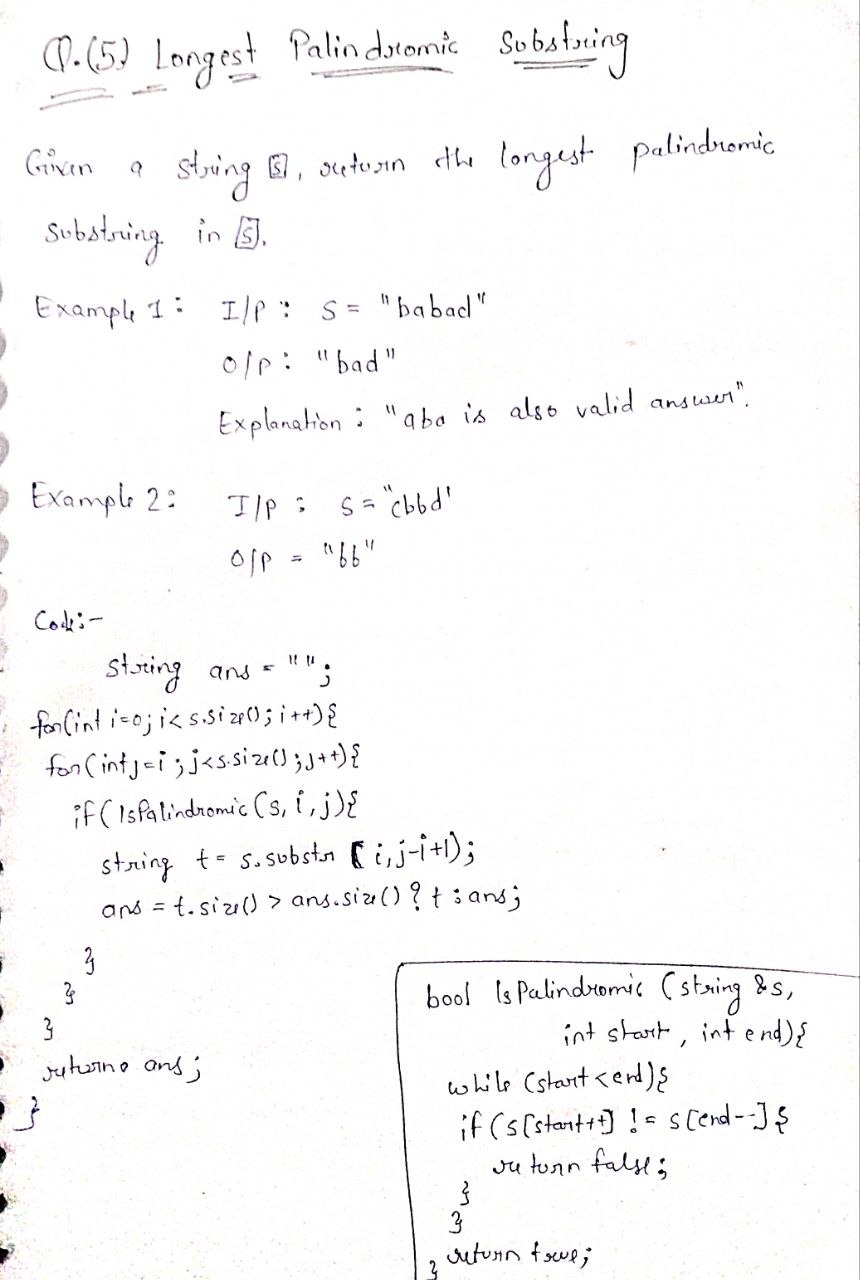 Q.(5) Longest Palindromic Substring
Given a string [s], return the longest palindromic
substring in [s].
Example 1: I/P : S = "babad"
O/P : "bad"
Explanation : "aba is also valid answer".
Example 2: I/P : S = "cbbd'
O/P = "bb"
Code:-
string ans = "";
for(int i=0; i< s.size(); i++){
for(int j=i ; j<s.size(); j++){
if( IsPalindromic (s, i, j){
string t = s.substr ( i, j-i+1);
ans = t.size() > ans.size() ? t : ans;
}
}
}
return ans;
}
bool IsPalindromic (string &s,
int start, int end){
while (start < end){
if (s[start++] != s[end--]{
return false;
}
}
return true;
}